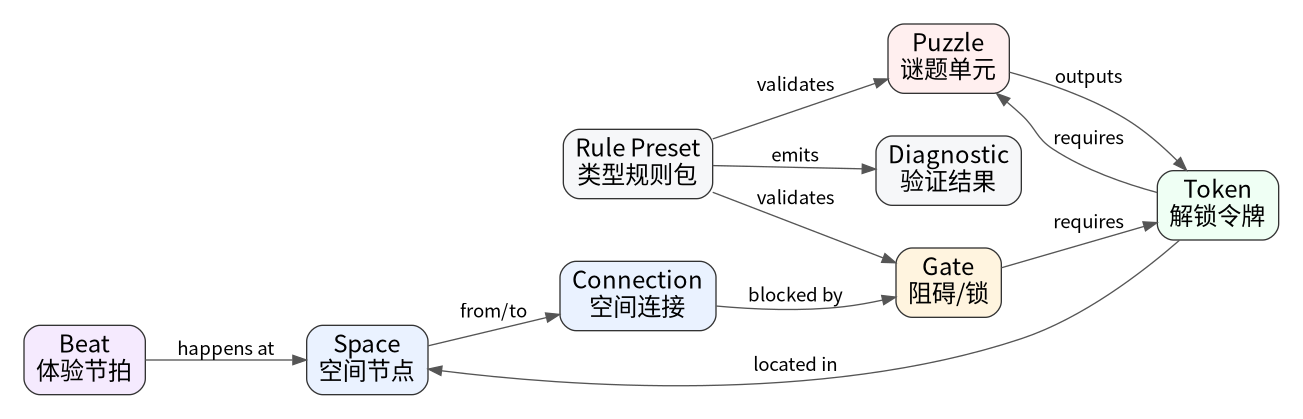 Puzzle
谜题单元
outputs
validates
requires
Rule Preset
类型规则包
emits
Diagnostic
验证结果
Token
解锁令牌
validates
requires
Gate
阻碍/锁
Connection
空间连接
blocked by
from/to
Beat
体验节拍
happens at
Space
空间节点
located in